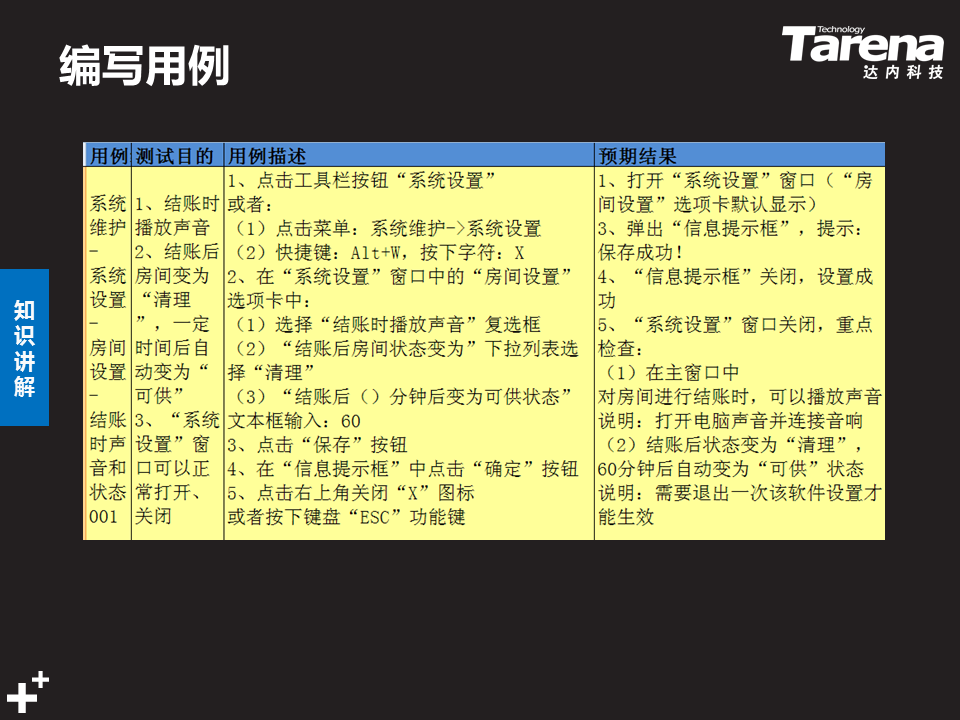 编写用例
Technology
Tarena
达内科技
知
识
讲
解
用例
测试目的
用例描述
预期结果
系统
维护
-
系统
设置
-
房间
设置
-
结账
时声
音和
状态
001
1、结账时
播放声音
2、结账后
房间变为
“清理
”，一定
时间后自
动变为“
可供”
3、“系统
设置”窗
口可以正
常打开、
关闭
1、点击工具栏按钮“系统设置”
或者：
（1）点击菜单：系统维护->系统设置
（2）快捷键：Alt+W，按下字符：X
2、在“系统设置”窗口中的“房间设置”
选项卡中：
（1）选择“结账时播放声音”复选框
（2）“结账后房间状态变为”下拉列表选
择“清理”
（3）“结账后（）分钟后变为可供状态”
文本框输入：60
3、点击“保存”按钮
4、在“信息提示框”中点击“确定”按钮
5、点击右上角关闭“X”图标
或者按下键盘“ESC”功能键
1、打开“系统设置”窗口（“房
间设置”选项卡默认显示）
3、弹出“信息提示框”，提示：
保存成功！
4、“信息提示框”关闭，设置成
功
5、“系统设置”窗口关闭，重点
检查：
（1）在主窗口中
对房间进行结账时，可以播放声音
说明：打开电脑声音并连接音响
（2）结账后状态变为“清理”，
60分钟后自动变为“可供”状态
说明：需要退出一次该软件设置才
能生效